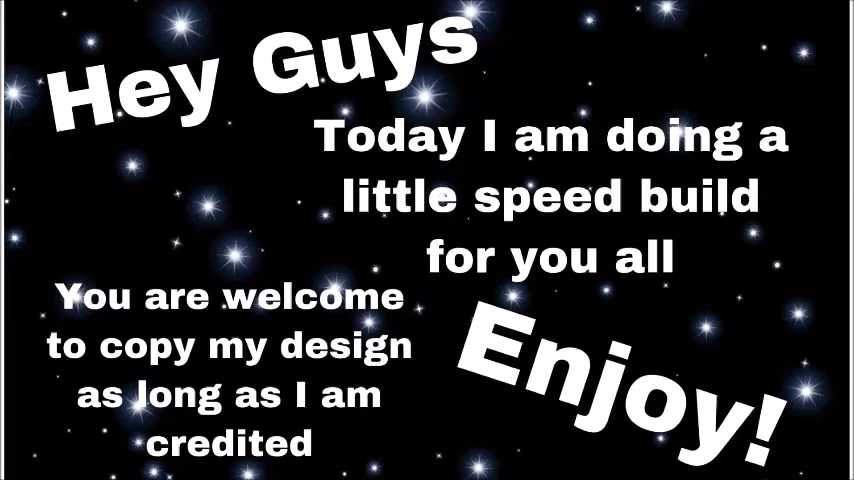 Hey Guys
Today I am doing a
little speed build
for you all
You are welcome
to copy my design
as long as I am
credited
Enjoy!